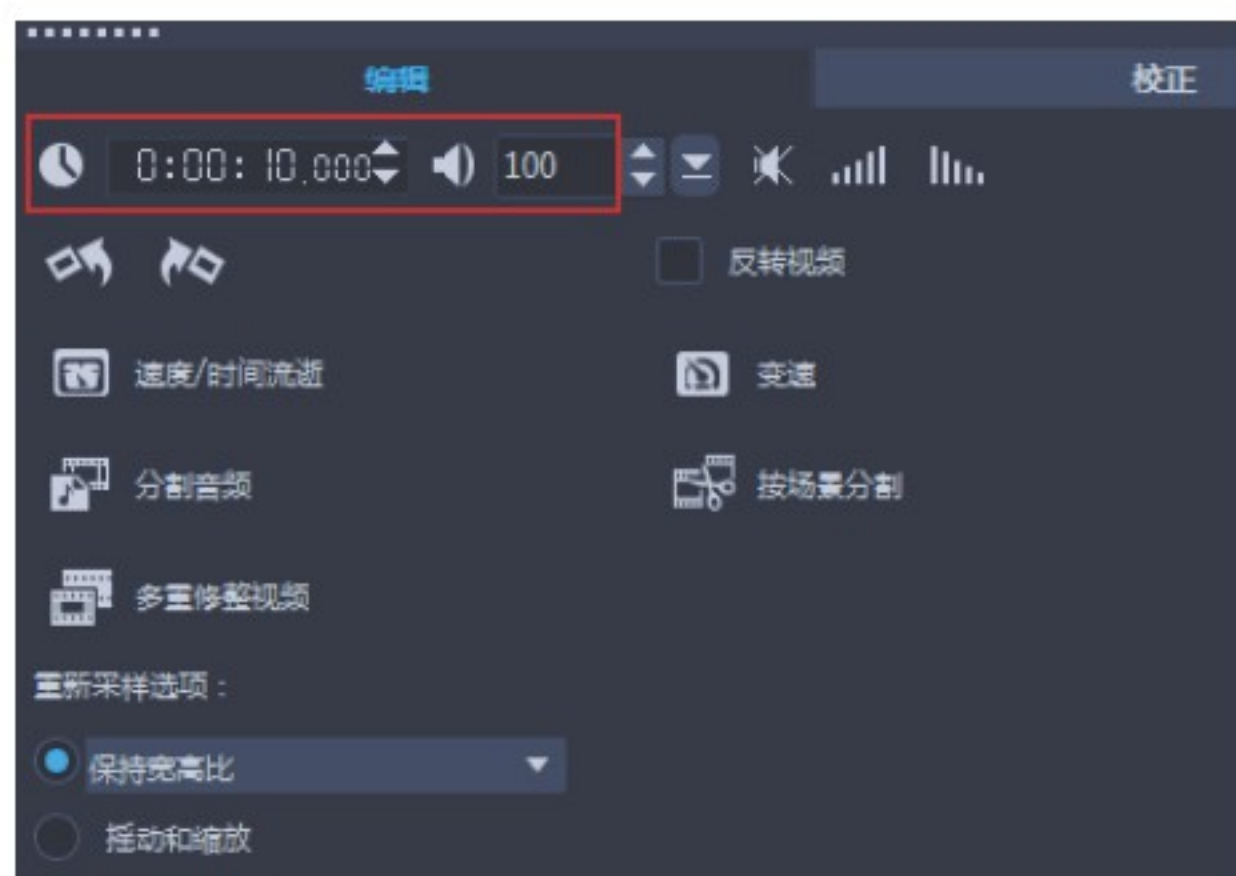 编辑 校正
0:00:10.000 100
反转视频
速度/时间流逝 变速
分割音频 按场景分割
多重修整视频
重新采样选项：
保持宽高比
摇动和缩放